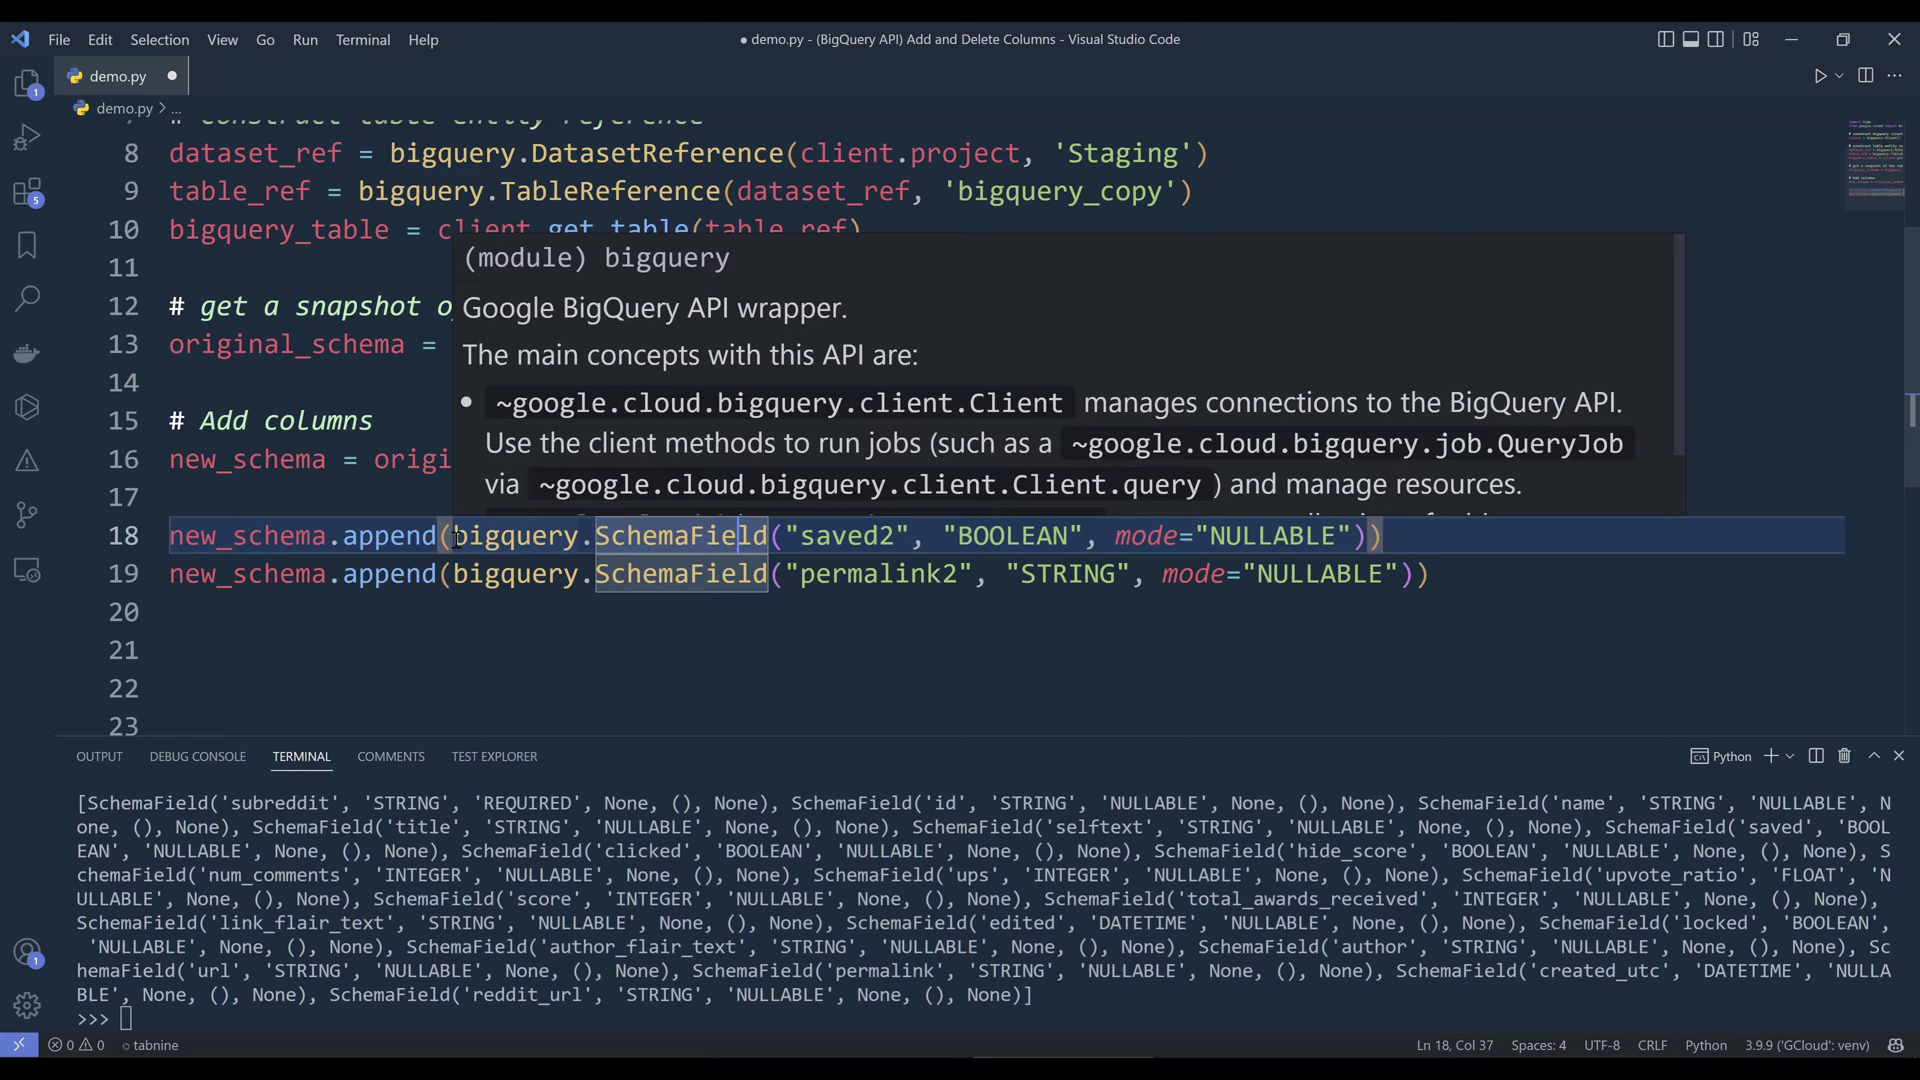 File Edit Selection View Go Run Terminal Help
● demo.py - (BigQuery API) Add and Delete Columns - Visual Studio Code
demo.py ●
demo.py > ...
# construct table entity reference
8 dataset_ref = bigquery.DatasetReference(client.project, 'Staging')
9 table_ref = bigquery.TableReference(dataset_ref, 'bigquery_copy')
10 bigquery_table = client.get_table(table_ref)
(module) bigquery
11
12 # get a snapshot o
Google BigQuery API wrapper.
13 original_schema =
The main concepts with this API are:
14
● ~google.cloud.bigquery.client.Client manages connections to the BigQuery API.
15 # Add columns
Use the client methods to run jobs (such as a ~google.cloud.bigquery.job.QueryJob
16 new_schema = origi
via ~google.cloud.bigquery.client.Client.query ) and manage resources.
17
18 new_schema.append(bigquery.SchemaField("saved2", "BOOLEAN", mode="NULLABLE"))
19 new_schema.append(bigquery.SchemaField("permalink2", "STRING", mode="NULLABLE"))
20
21
22
23
OUTPUT DEBUG CONSOLE TERMINAL COMMENTS TEST EXPLORER
Python
[SchemaField('subreddit', 'STRING', 'REQUIRED', None, (), None), SchemaField('id', 'STRING', 'NULLABLE', None, (), None), SchemaField('name', 'STRING', 'NULLABLE', N
one, (), None), SchemaField('title', 'STRING', 'NULLABLE', None, (), None), SchemaField('selftext', 'STRING', 'NULLABLE', None, (), None), SchemaField('saved', 'BOOL
EAN', 'NULLABLE', None, (), None), SchemaField('clicked', 'BOOLEAN', 'NULLABLE', None, (), None), SchemaField('hide_score', 'BOOLEAN', 'NULLABLE', None, (), None), S
chemaField('num_comments', 'INTEGER', 'NULLABLE', None, (), None), SchemaField('ups', 'INTEGER', 'NULLABLE', None, (), None), SchemaField('upvote_ratio', 'FLOAT', 'N
ULLABLE', None, (), None), SchemaField('score', 'INTEGER', 'NULLABLE', None, (), None), SchemaField('total_awards_received', 'INTEGER', 'NULLABLE', None, (), None),
SchemaField('link_flair_text', 'STRING', 'NULLABLE', None, (), None), SchemaField('edited', 'DATETIME', 'NULLABLE', None, (), None), SchemaField('locked', 'BOOLEAN',
'NULLABLE', None, (), None), SchemaField('author_flair_text', 'STRING', 'NULLABLE', None, (), None), SchemaField('author', 'STRING', 'NULLABLE', None, (), None), Sc
hemaField('url', 'STRING', 'NULLABLE', None, (), None), SchemaField('permalink', 'STRING', 'NULLABLE', None, (), None), SchemaField('created_utc', 'DATETIME', 'NULLA
BLE', None, (), None), SchemaField('reddit_url', 'STRING', 'NULLABLE', None, (), None)]
>>>
0 0 tabnine Ln 18, Col 37 Spaces: 4 UTF-8 CRLF Python 3.9.9 ('GCloud': venv)